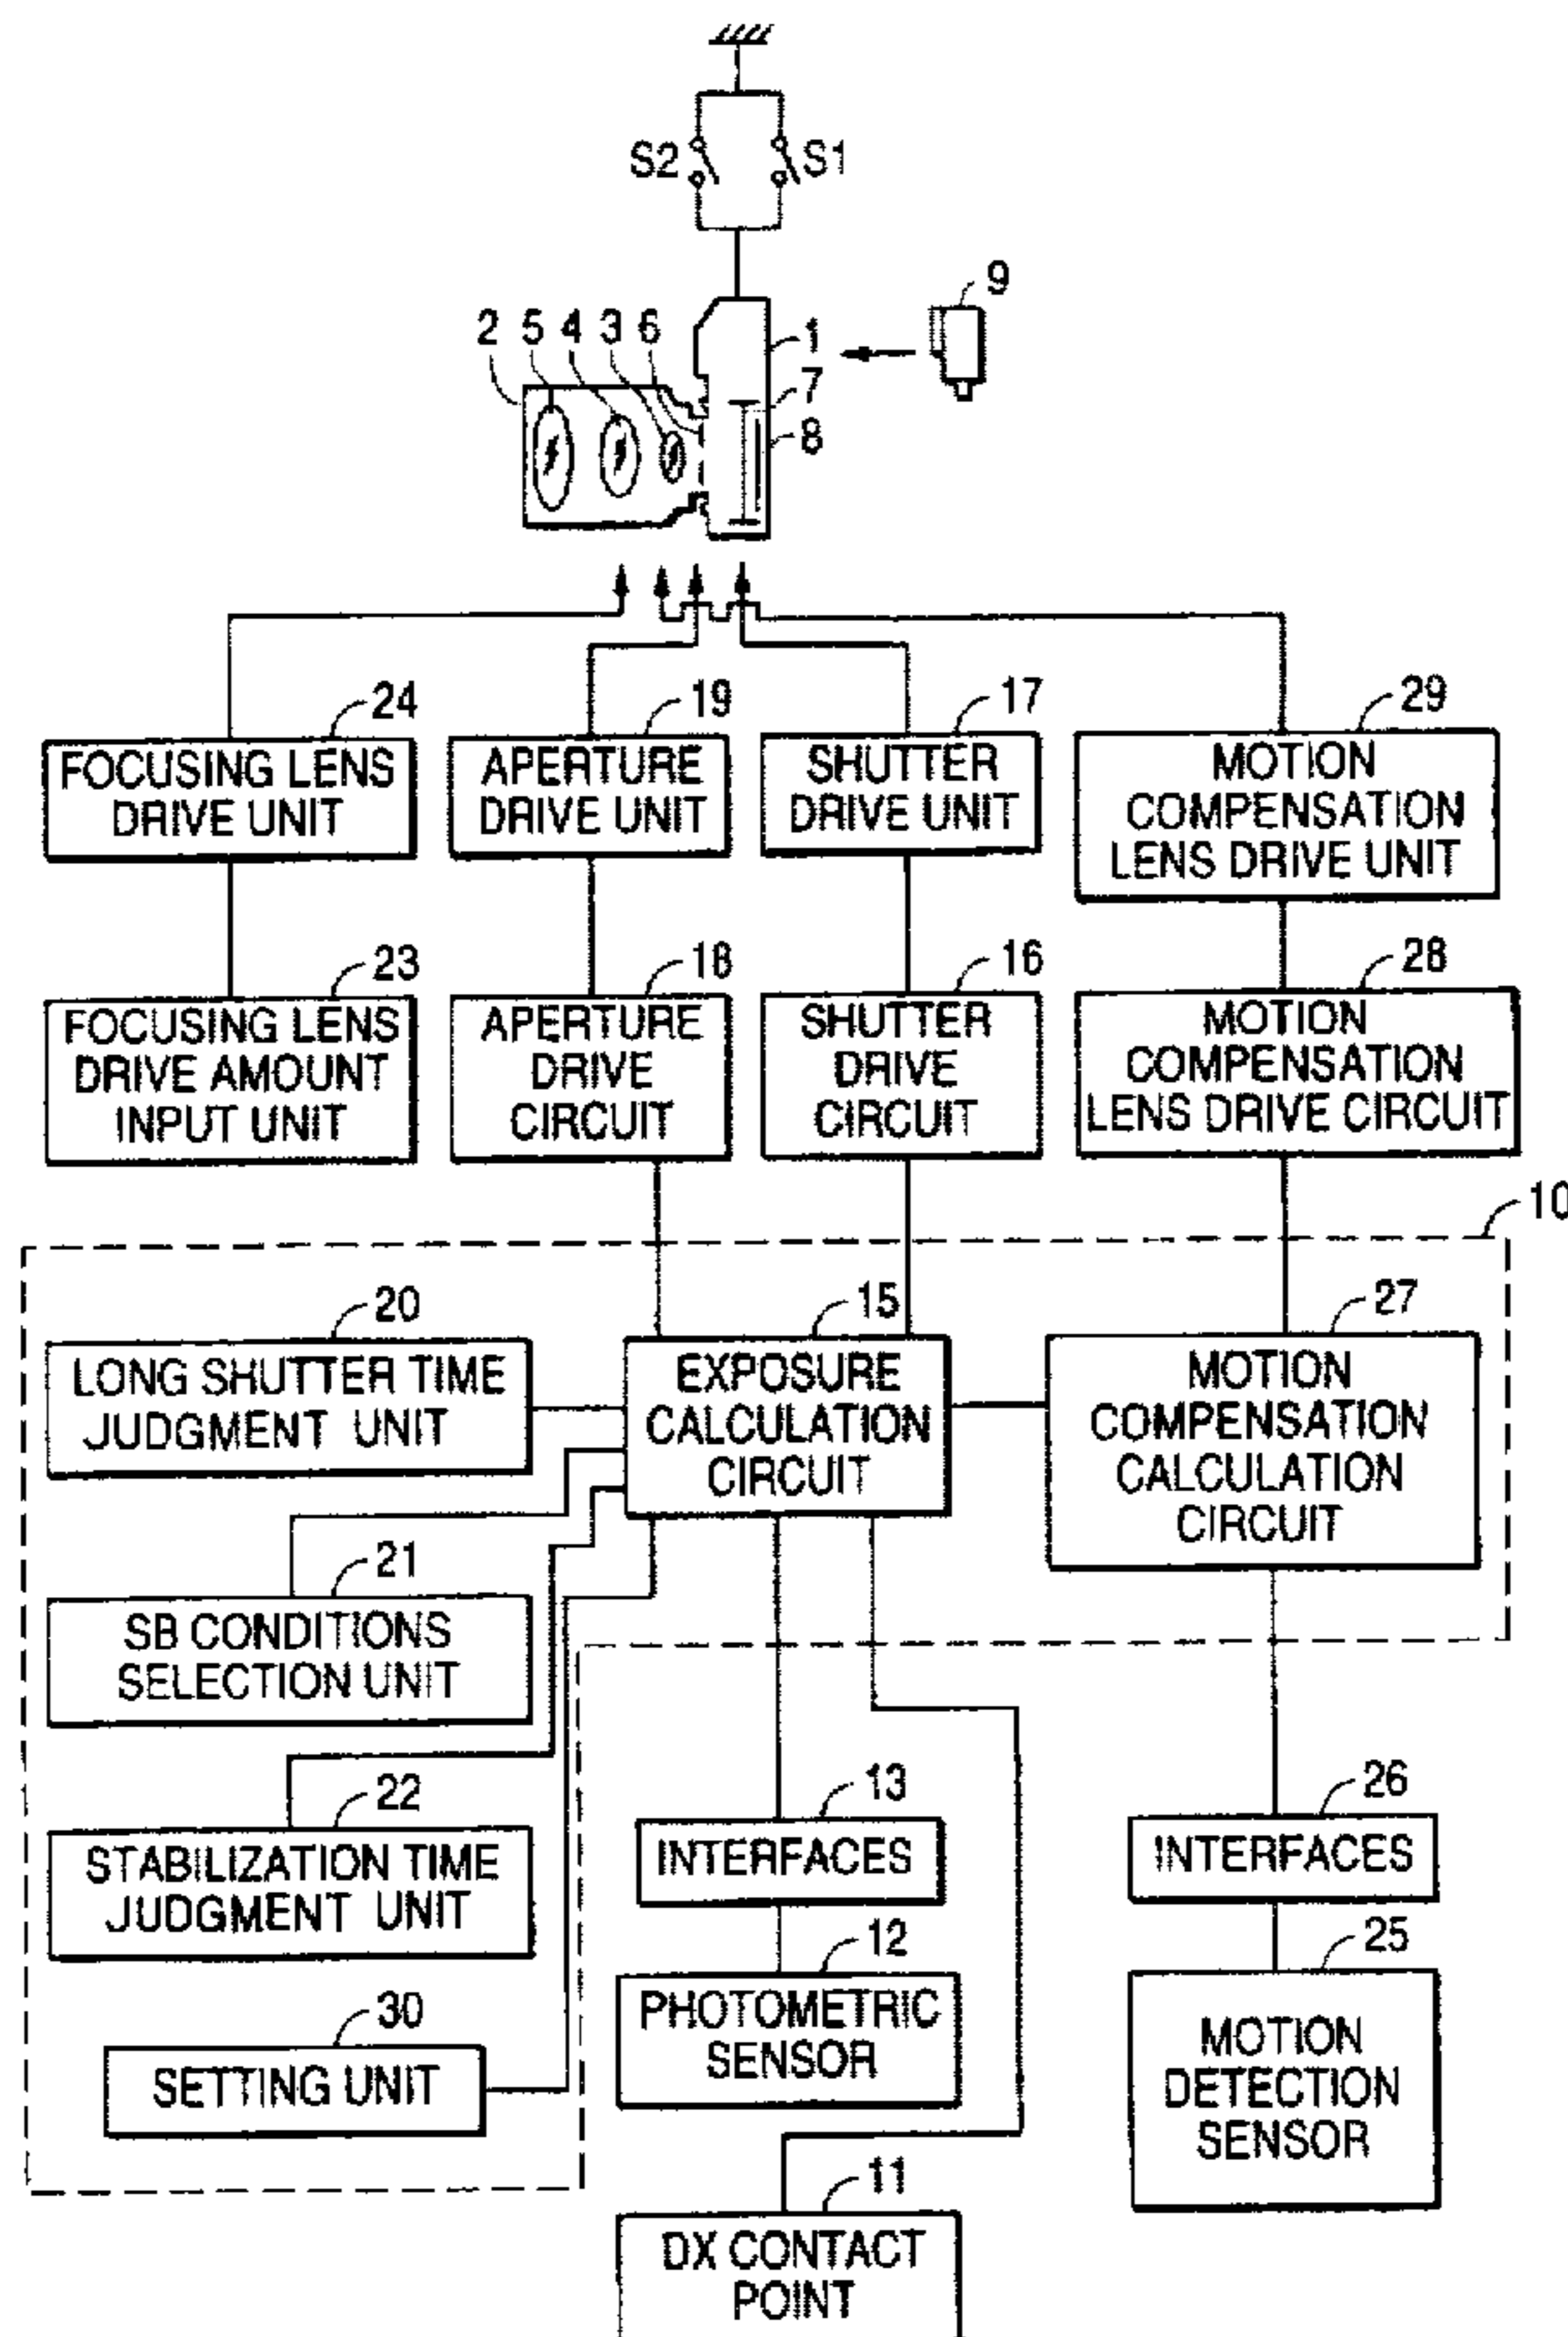 S2
S1
9
2 5 4 3 6
1
7
8
24
19
17
29
FOCUSING LENS
DRIVE UNIT
APERTURE
DRIVE UNIT
SHUTTER
DRIVE UNIT
MOTION
COMPENSATION
LENS DRIVE UNIT
23
18
16
28
FOCUSING LENS
DRIVE AMOUNT
INPUT UNIT
APERTURE
DRIVE
CIRCUIT
SHUTTER
DRIVE
CIRCUIT
MOTION
COMPENSATION
LENS DRIVE CIRCUIT
10
20
15
27
LONG SHUTTER TIME
JUDGMENT UNIT
EXPOSURE
CALCULATION
CIRCUIT
MOTION
COMPENSATION
CALCULATION
CIRCUIT
21
SB CONDITIONS
SELECTION UNIT
22
13
26
STABILIZATION TIME
JUDGMENT UNIT
INTERFACES
INTERFACES
12
25
30
PHOTOMETRIC
SENSOR
MOTION
DETECTION
SENSOR
SETTING UNIT
11
DX CONTACT
POINT